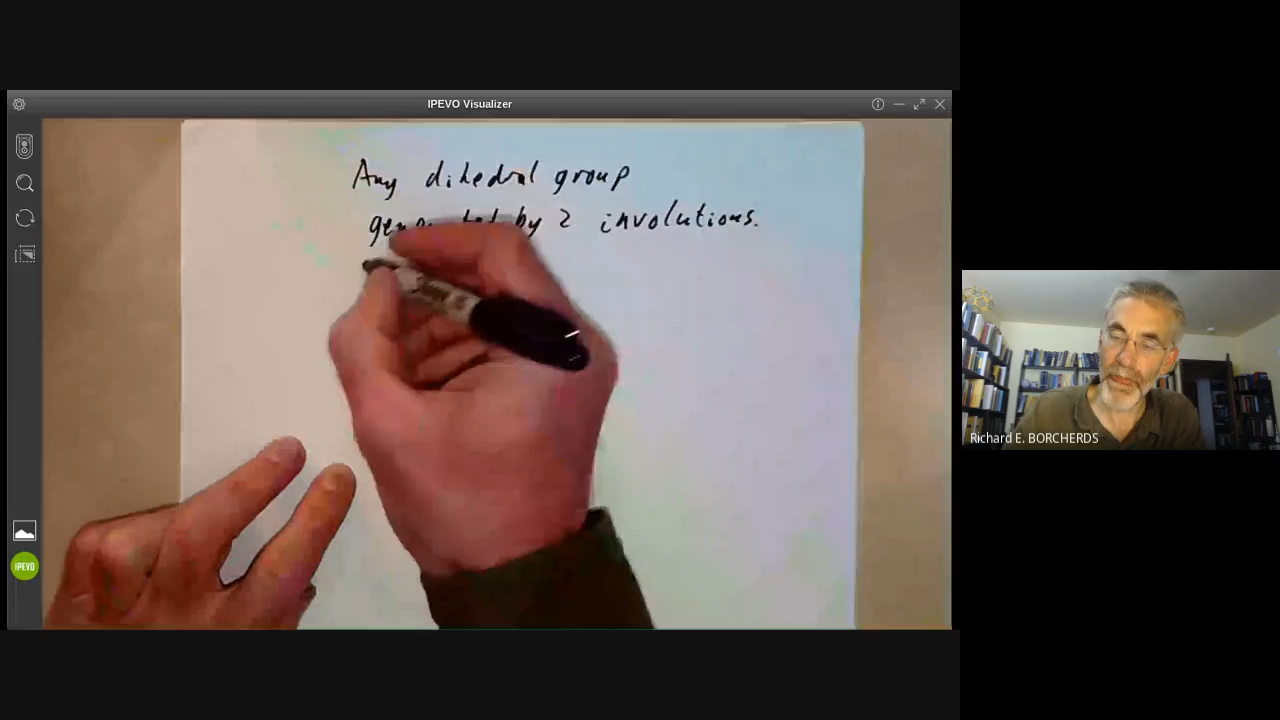 IPEVO Visualizer
Any dihedral group
by 2 involutions.
IPEVO
Richard E. BORCHERDS